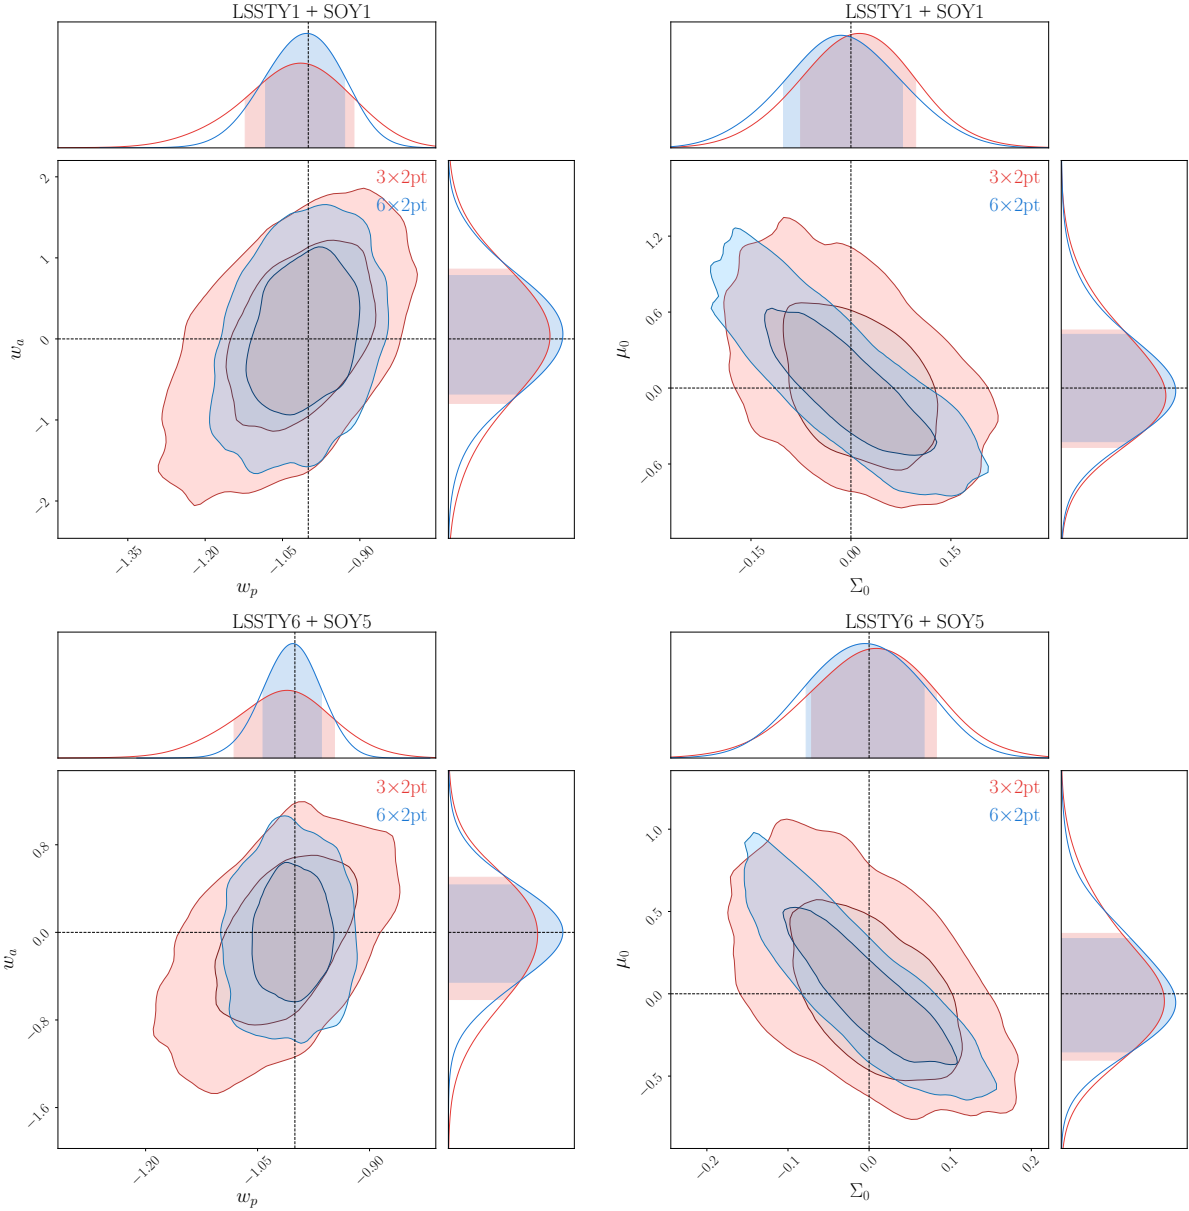 LSSTY1 + SOY1
3×2pt
6×2pt
2
1
0
−1
−2
w_a
−1.35
−1.20
−1.05
−0.90
w_p
LSSTY1 + SOY1
3×2pt
6×2pt
1.2
0.6
0.0
−0.6
μ_0
−0.15
0.00
0.15
Σ_0
LSSTY6 + SOY5
3×2pt
6×2pt
0.8
0.0
−0.8
−1.6
w_a
−1.20
−1.05
−0.90
w_p
LSSTY6 + SOY5
3×2pt
6×2pt
1.0
0.5
0.0
−0.5
μ_0
−0.2
−0.1
0.0
0.1
0.2
Σ_0